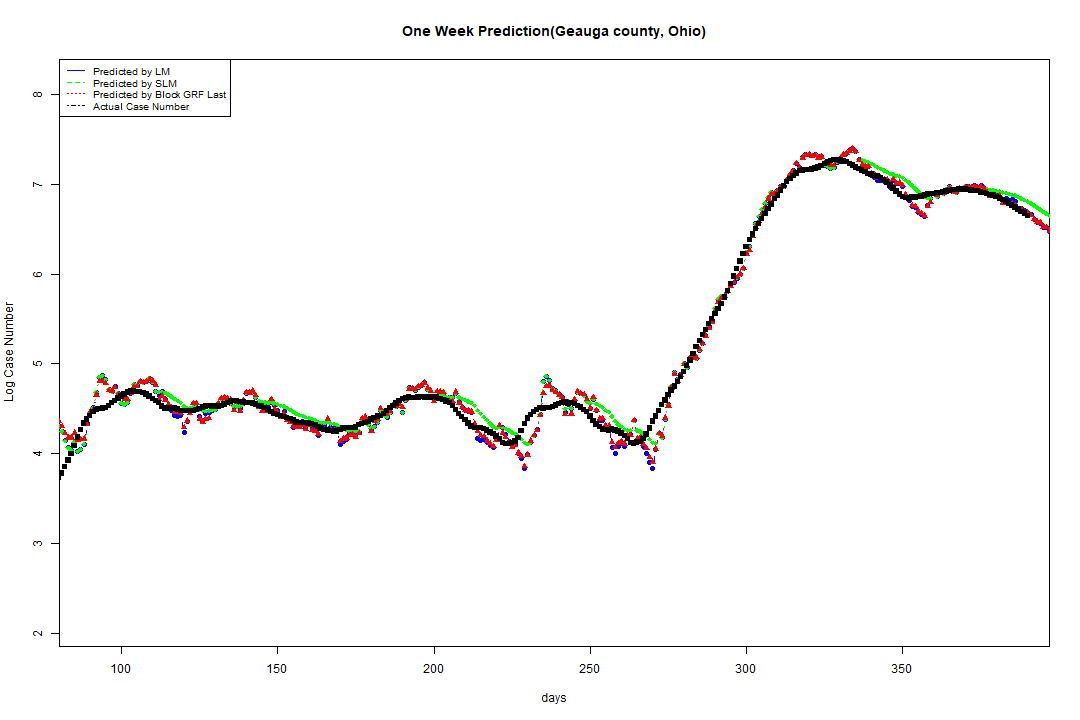 One Week Prediction(Geauga county, Ohio)
Predicted by LM
Predicted by SLM
Predicted by Block GRF Last
Actual Case Number
8
7
6
5
4
3
2
Log Case Number
100 150 200 250 300 350
days